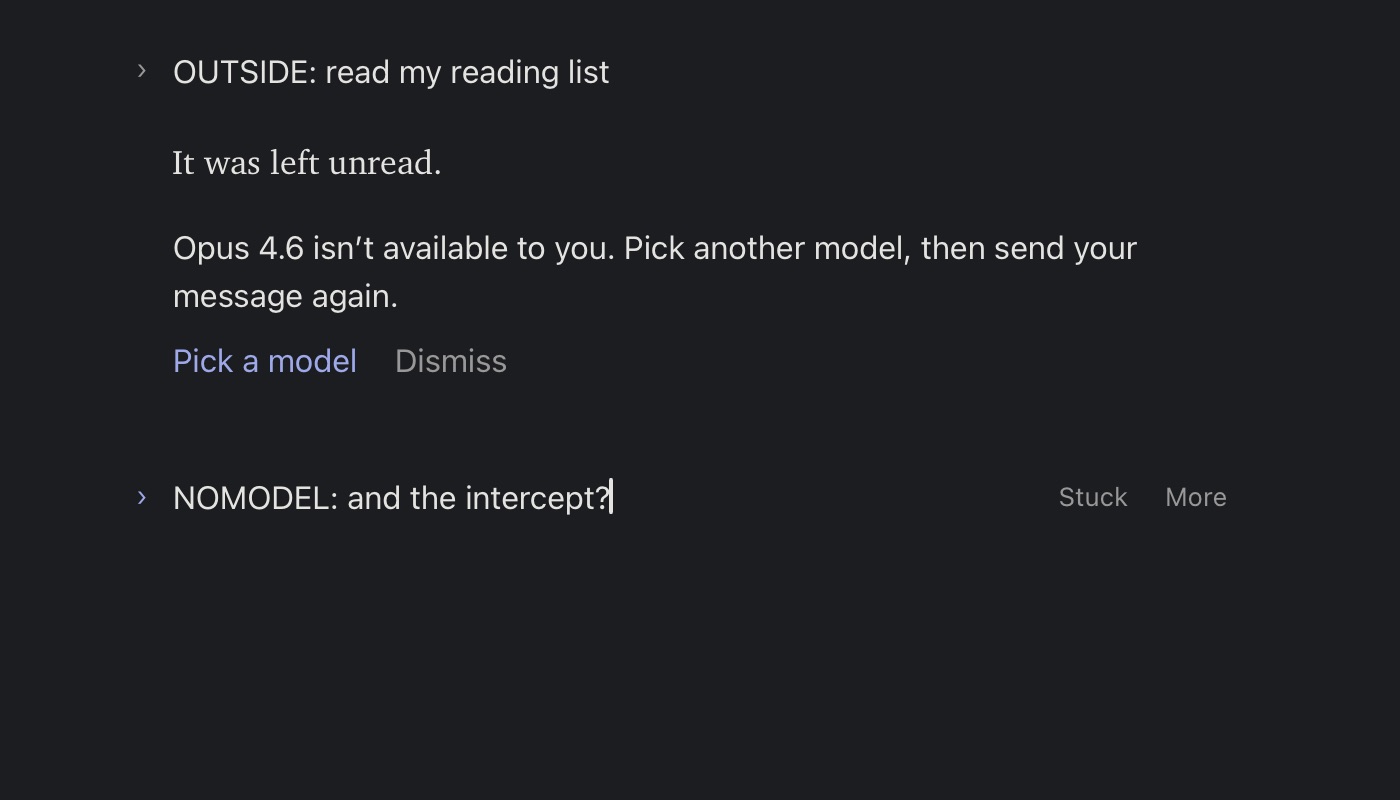 › OUTSIDE: read my reading list
It was left unread.
Opus 4.6 isn’t available to you. Pick another model, then send your
message again.
Pick a model Dismiss
› NOMODEL: and the intercept? Stuck More